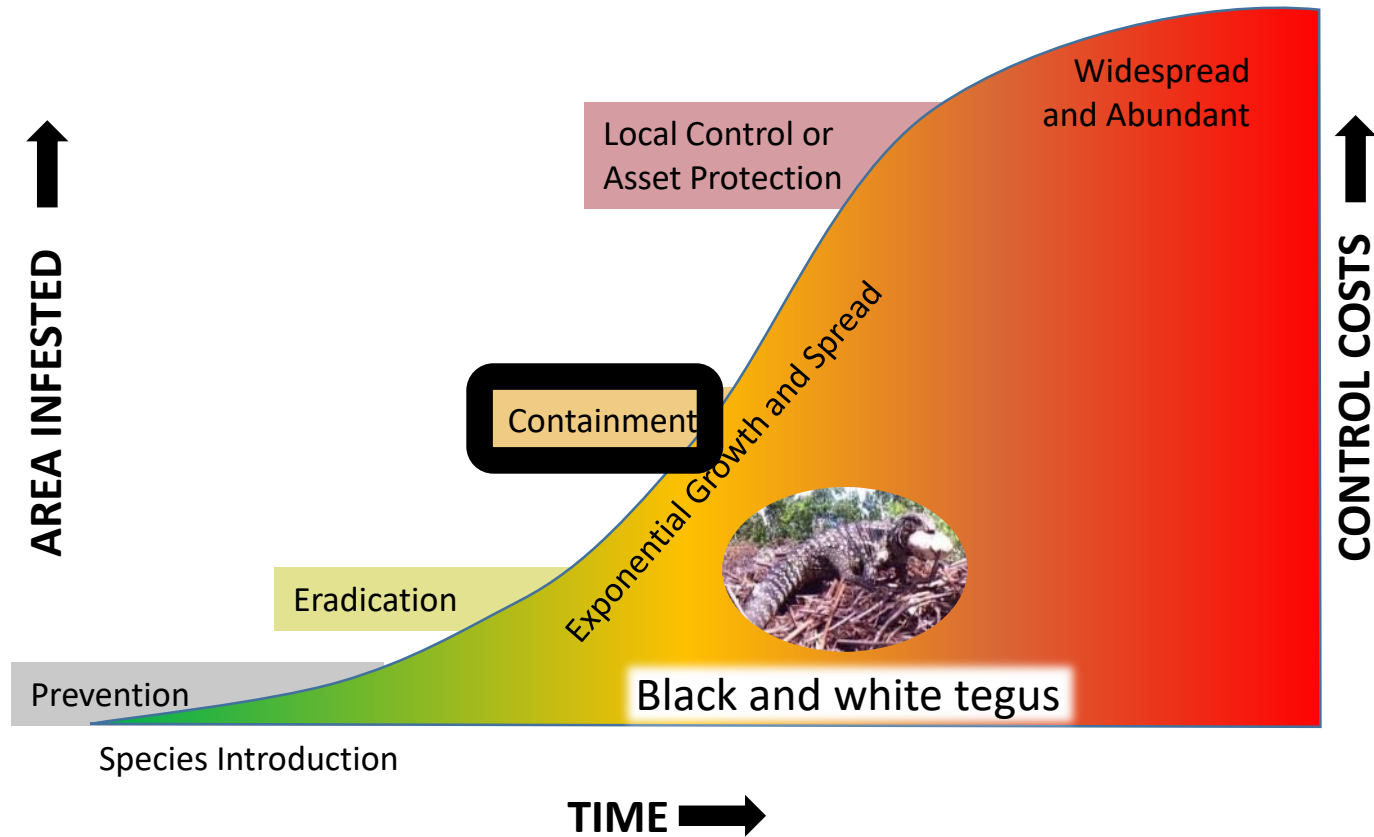 Widespread
and Abundant
Local Control or
Asset Protection
AREA INFESTED
CONTROL COSTS
Exponential Growth and Spread
Containment
Eradication
Prevention
Black and white tegus
Species Introduction
TIME